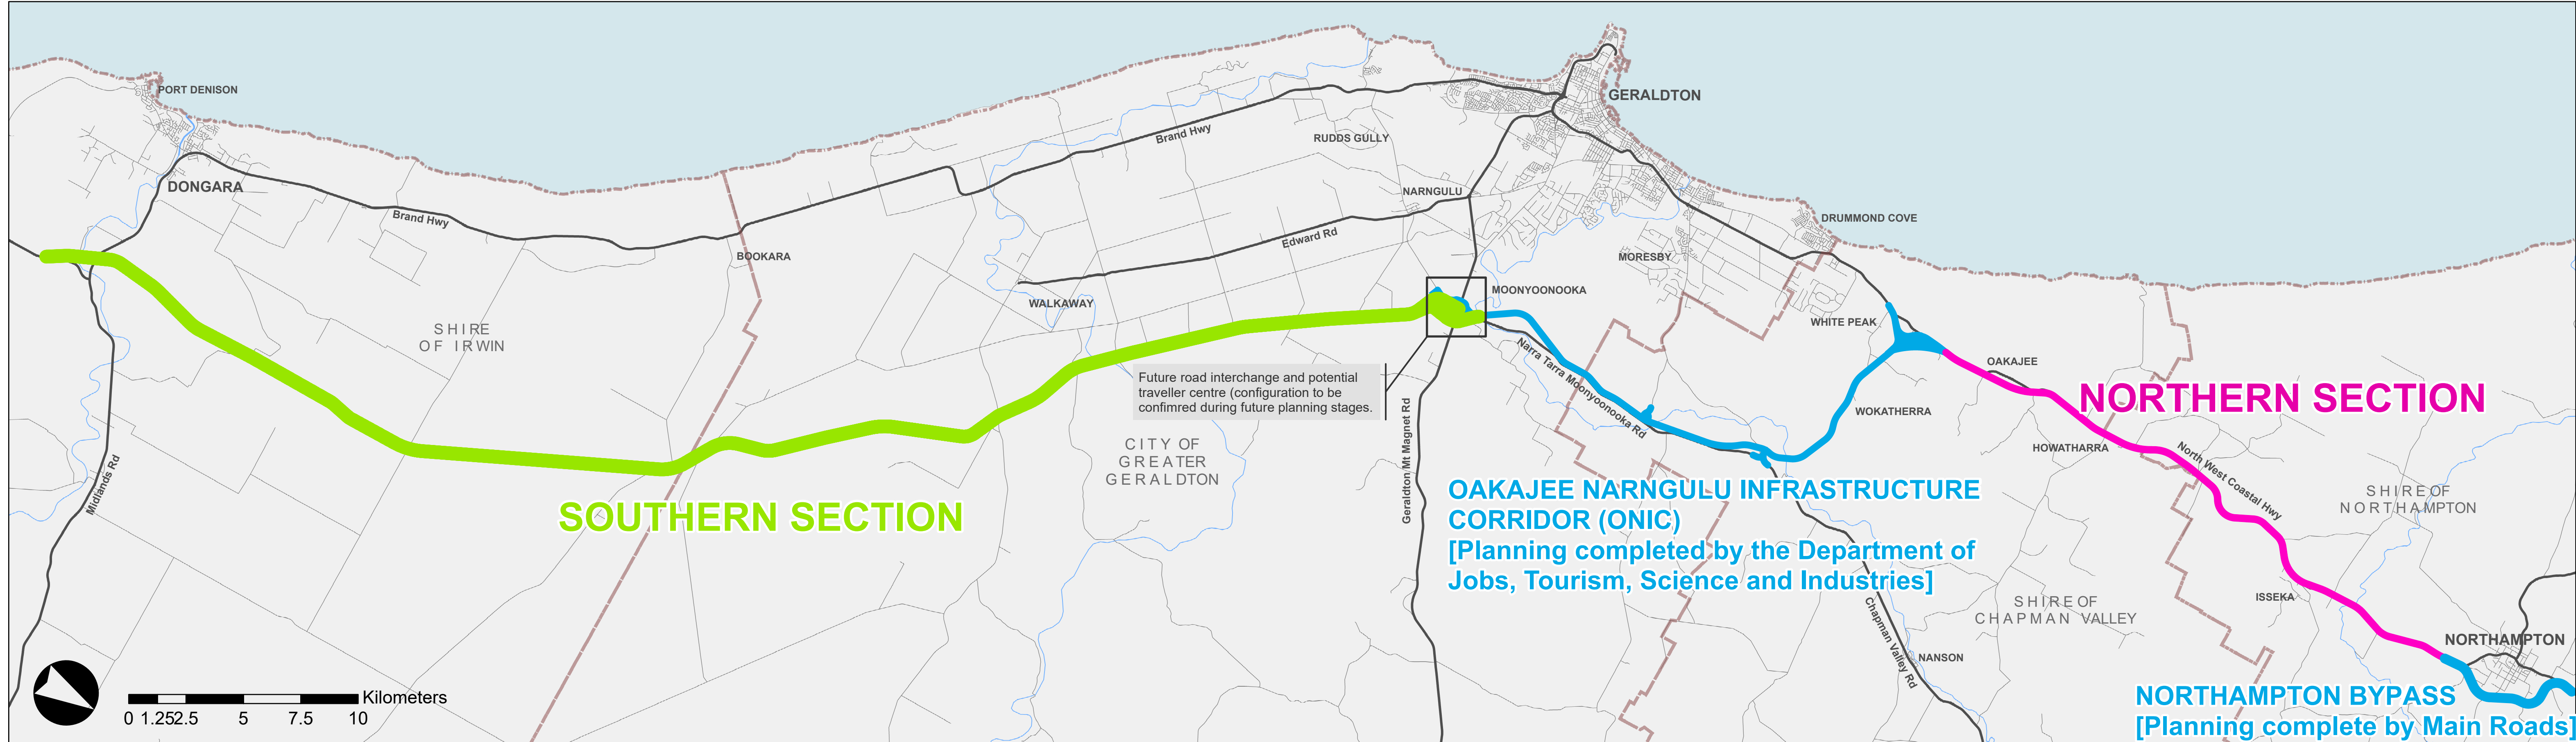 PORT DENISON
GERALDTON
Brand Hwy
RUDDS GULLY
DONGARA
NARNGULU
Brand Hwy
DRUMMOND COVE
Edward Rd
BOOKARA
MORESBY
MOONYOONOOKA
WALKAWAY
WHITE PEAK
SHIRE
OF IRWIN
Narra Tarra Moonyoonooka Rd
OAKAJEE
Future road interchange and potential
traveller centre (configuration to be
confimred during future planning stages.
NORTHERN SECTION
WOKATHERRA
Geraldton Mt Magnet Rd
CITY OF
GREATER
GERALDTON
HOWATHARRA
North West Coastal Hwy
Midlands Rd
SOUTHERN SECTION
OAKAJEE NARNGULU INFRASTRUCTURE
CORRIDOR (ONIC)
[Planning completed by the Department of
Jobs, Tourism, Science and Industries]
SHIRE OF
NORTHAMPTON
ISSEKA
SHIRE OF
CHAPMAN VALLEY
Chapman Valley Rd
NORTHAMPTON
NANSON
NORTHAMPTON BYPASS
[Planning complete by Main Roads]
Kilometers
0 1.25 2.5 5 7.5 10